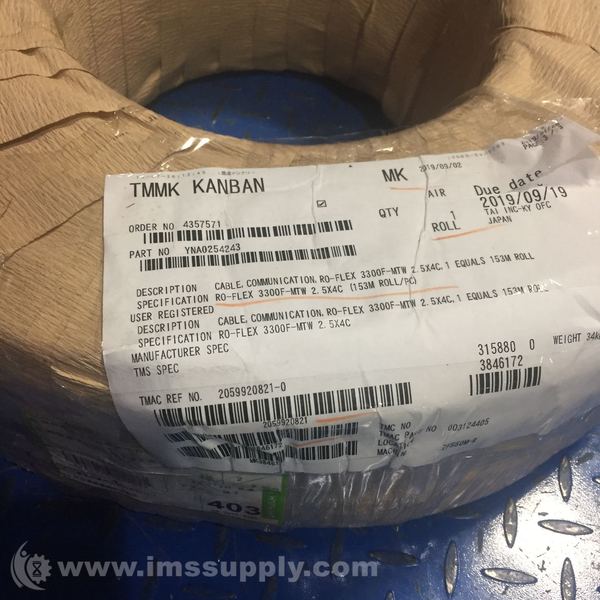 TMMK KANBAN
MK
2019/09/02
AIR
Due date
2019/09/19
ORDER NO 4357571
QTY
1
ROLL
TAI INC-KY OFC
JAPAN
PART NO YNA0254243
DESCRIPTION CABLE, COMMUNICATION, RO-FLEX 3300F-MTW 2.5X4C, 1 EQUALS 153M ROLL
SPECIFICATION RO-FLEX 3300F-MTW 2.5X4C (153M ROLL/PC)
USER REGISTERED
DESCRIPTION CABLE, COMMUNICATION, RO-FLEX 3300F-MTW 2.5X4C, 1 EQUALS 153M ROLL
SPECIFICATION RO-FLEX 3300F-MTW 2.5X4C
MANUFACTURER SPEC
315880 0
WEIGHT 34
TMS SPEC
3846172
TMAC REF NO. 2059920821-0
2059920821
TMC NO
003124405
403
www.imssupply.com